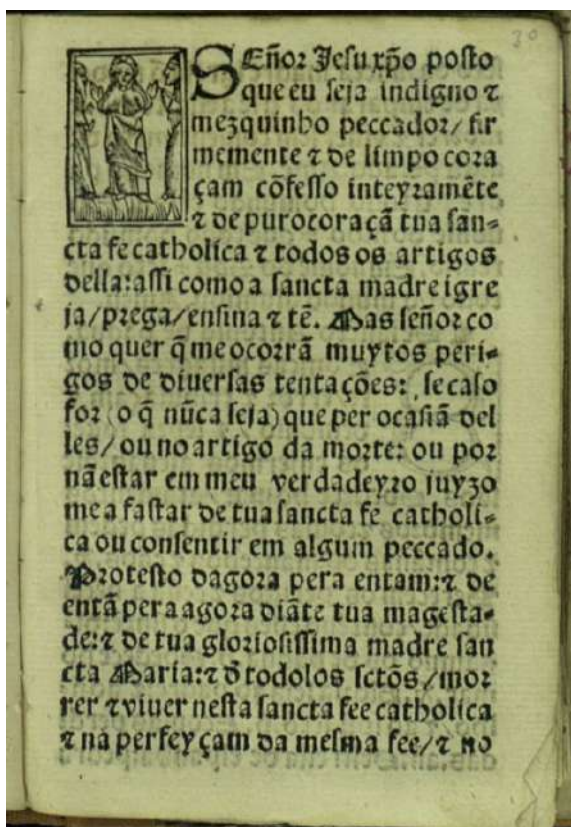 30
SEñor Jesu xp̃o posto
que eu seja indigno ⁊
mezquinho peccador/ fir
memente ⁊ de limpo cora
çam cõfesso inteyramẽte
⁊ de puro coraçã tua san⸗
cta fe catholica ⁊ todos os artigos
della: assi como a sancta madre igre
ja/ prega/ ensina ⁊ tẽ. Mas señor co
mo quer q̃ me ocorrã muytos peri⸗
gos de diuersas tentações: se caso
for (o q̃ nũca seja) que per ocasiã del
les/ ou no artigo da morte: ou por
nã estar em meu verdadeyro juyzo
me afastar de tua sancta fe catholi⸗
ca ou consentir em algum peccado.
Protesto dagora pera entam: ⁊ de
entã pera agora diãte tua magesta⸗
de: ⁊ de tua gloriosissima madre san
cta Maria: ⁊ d̃ todolos sctõs/ mor
rer ⁊ viuer nesta sancta fee catholica
⁊ na perfeyçam da mesma fee/ ⁊ no